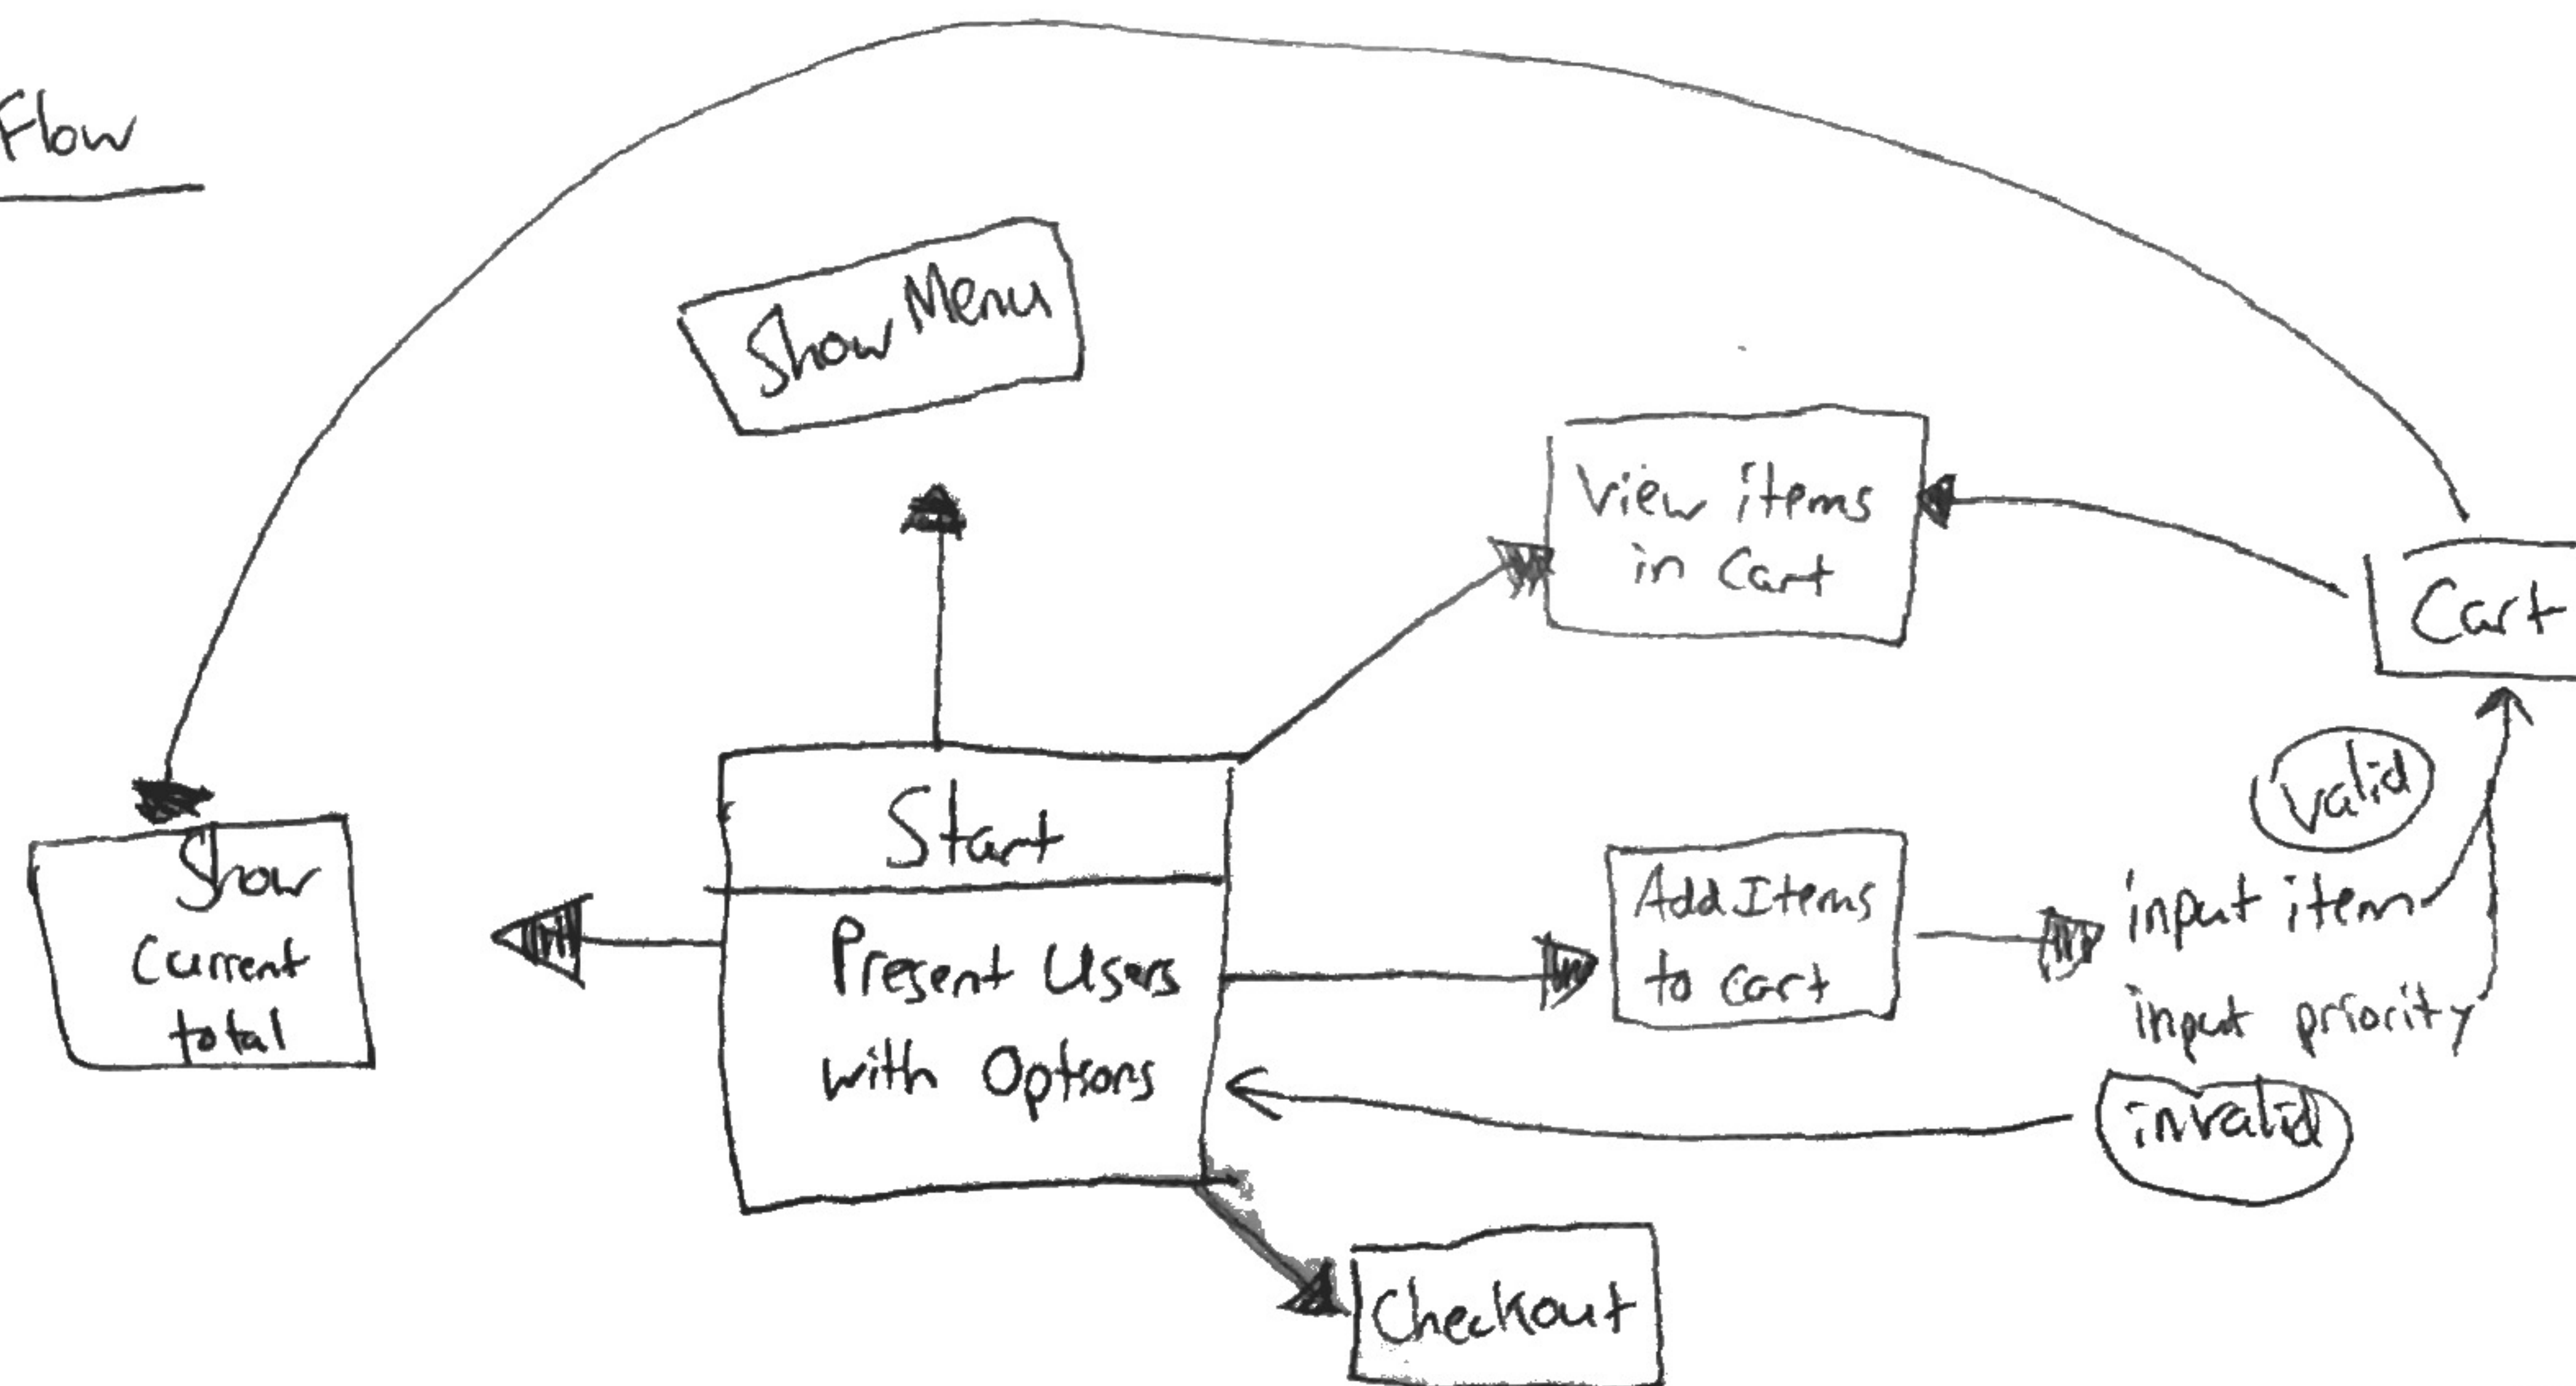 Flow
Show Menu
View items
in Cart
Cart
Start
Present Users
with Options
Show
Current
total
Add Items
to cart
valid
input item
input priority
invalid
Checkout